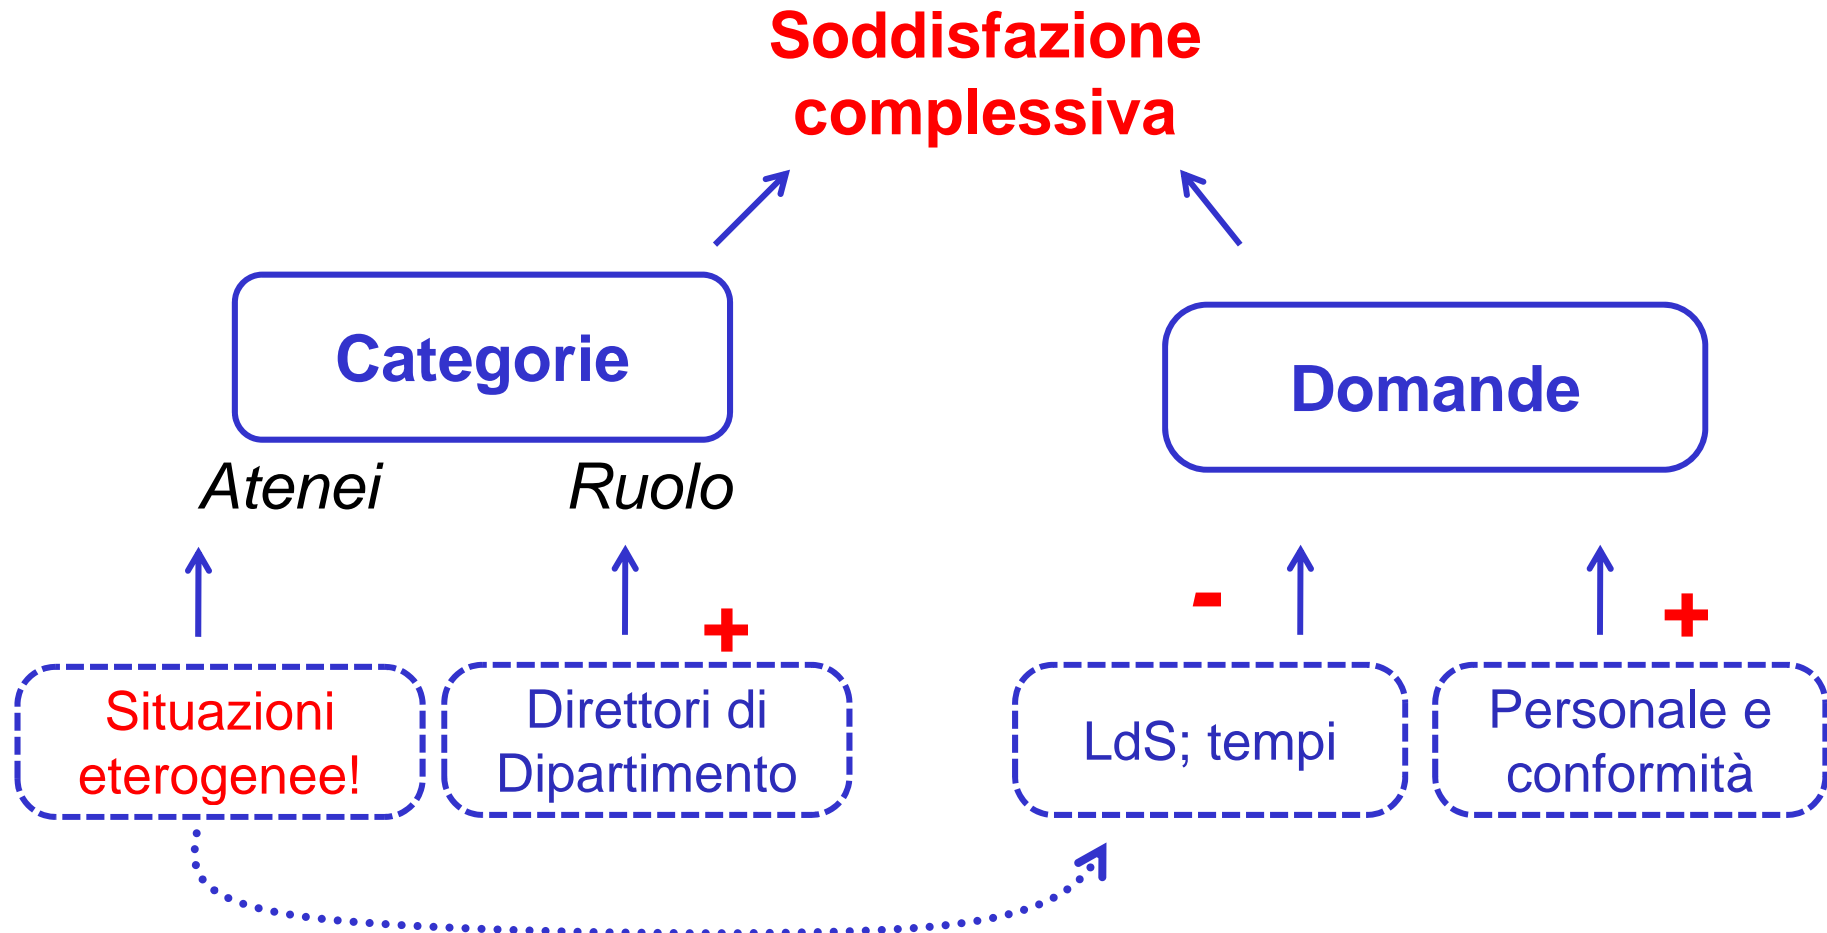 Soddisfazione
complessiva
Categorie
Domande
Atenei
Ruolo
+
-
+
Situazioni
eterogenee!
Direttori di
Dipartimento
LdS; tempi
Personale e
conformità